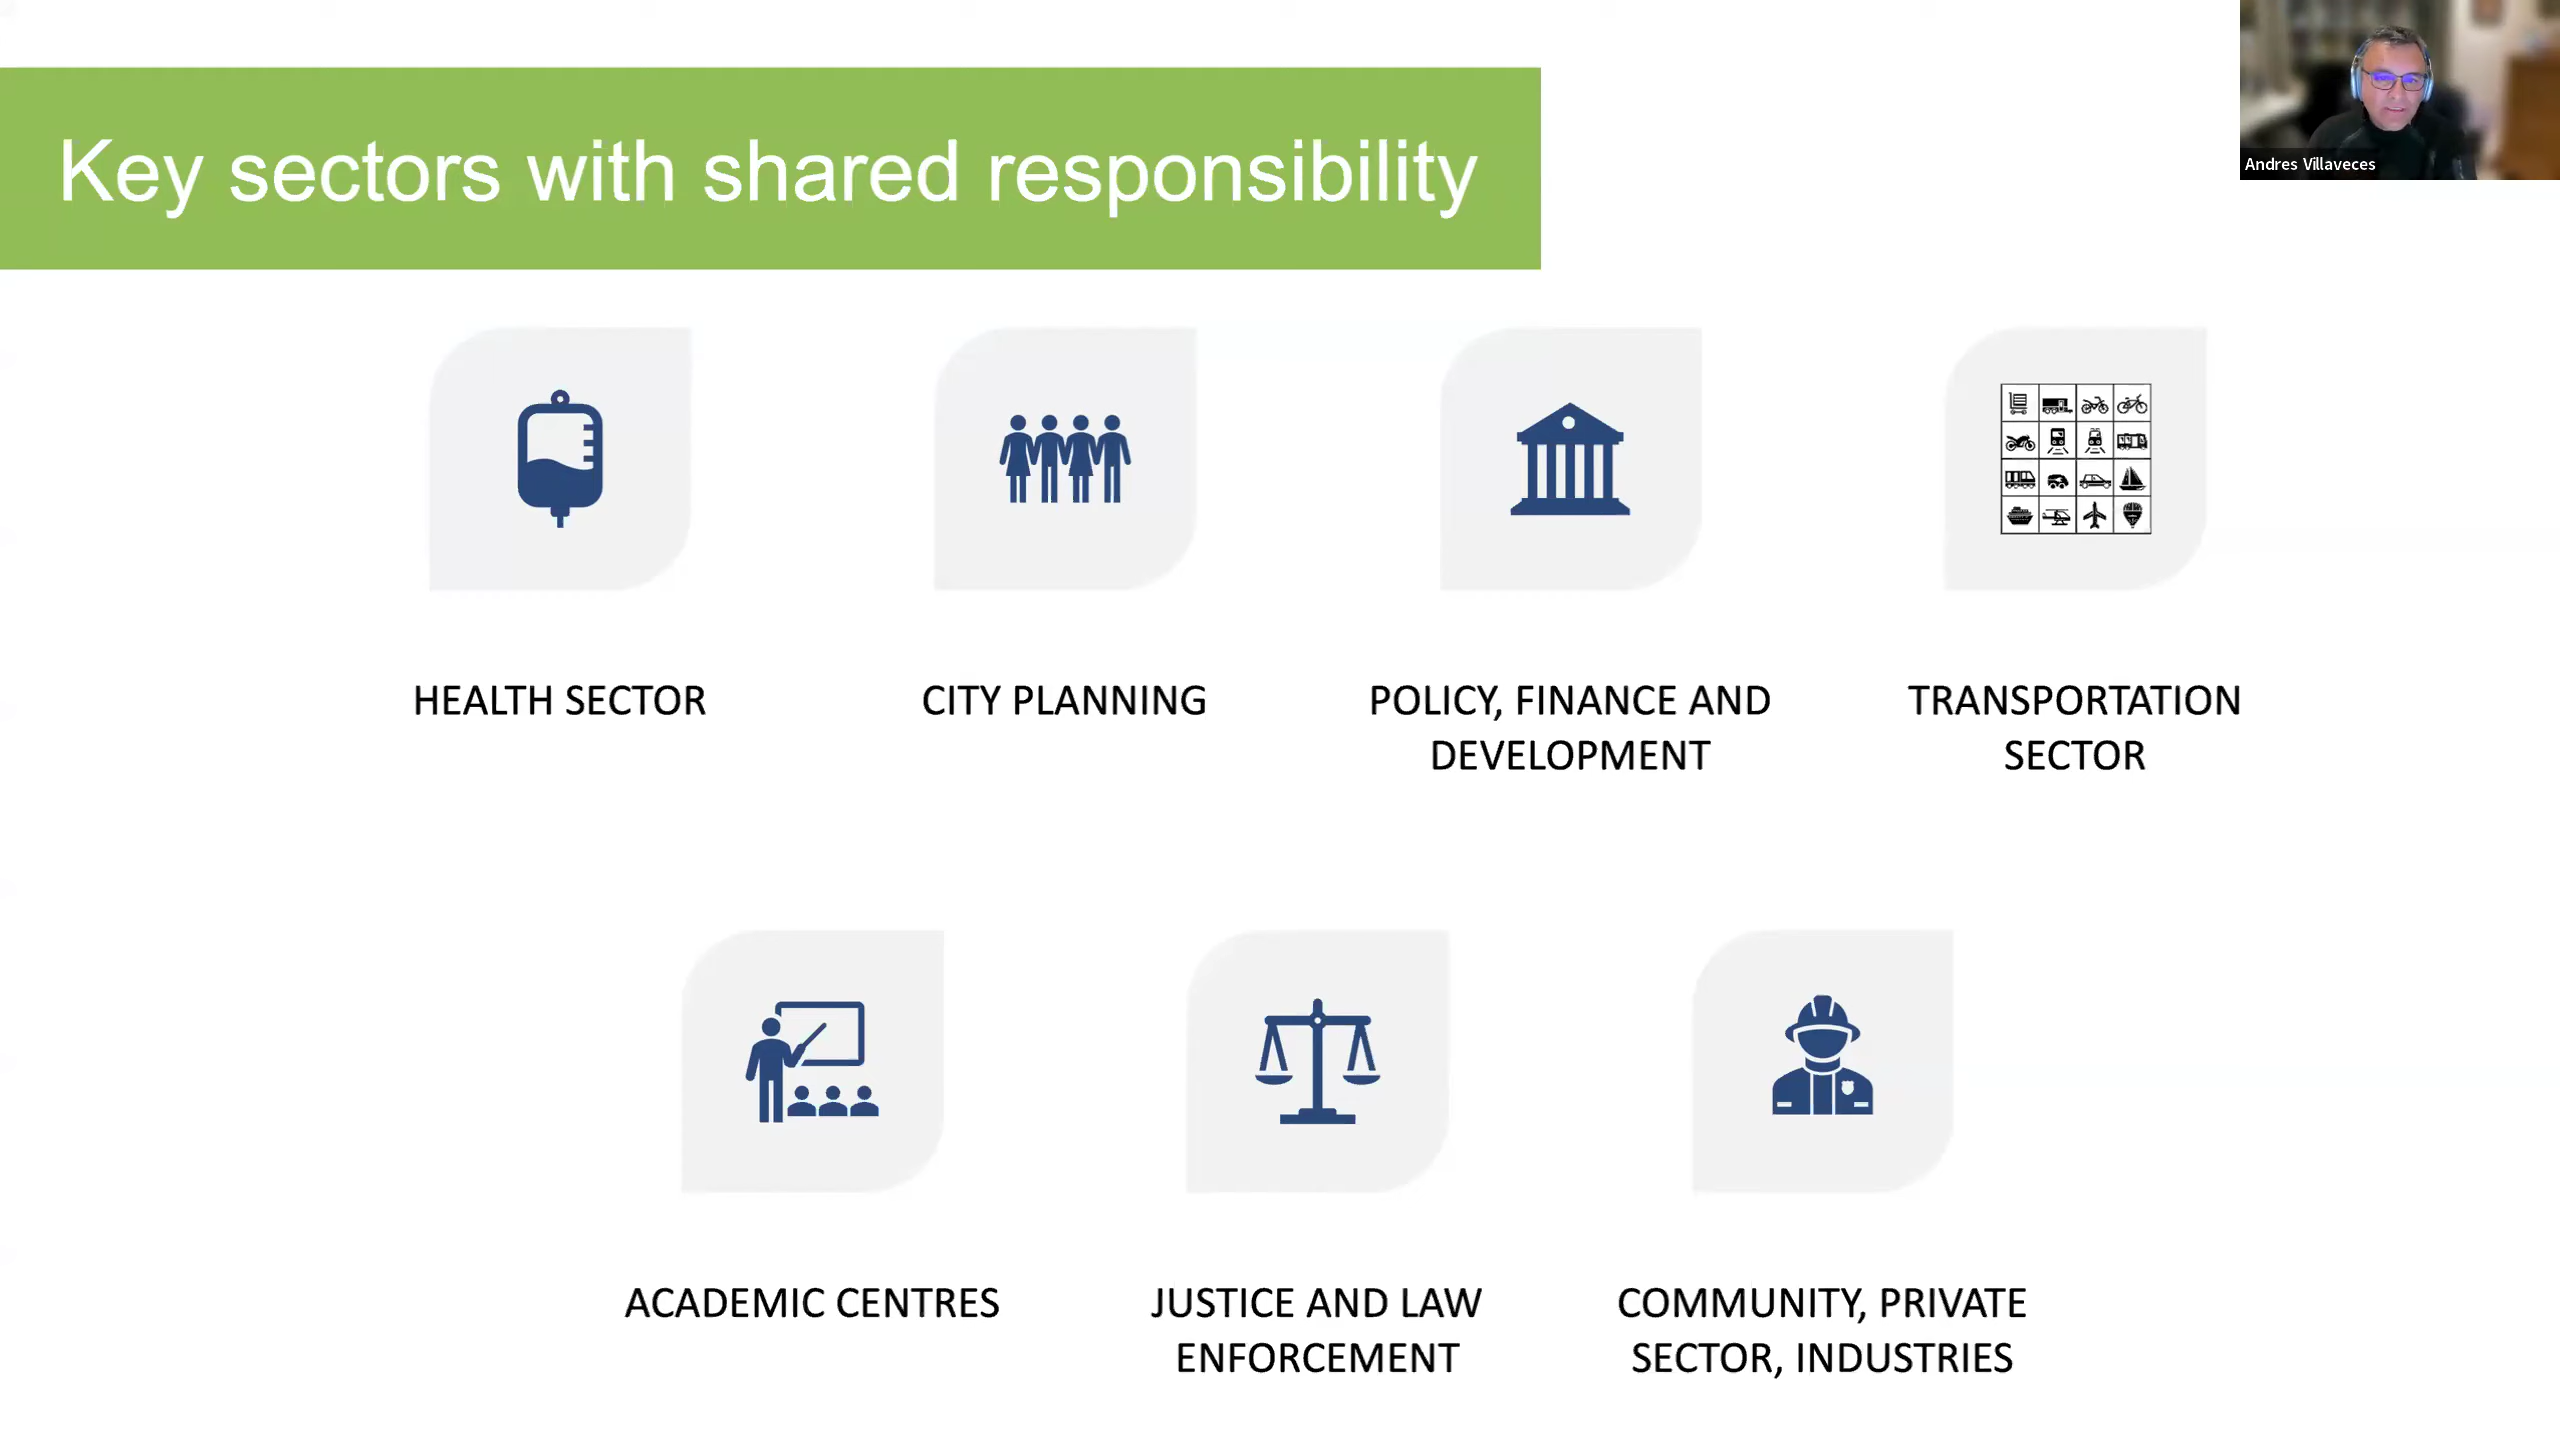 Key sectors with shared responsibility
Andres Villaveces
HEALTH SECTOR
CITY PLANNING
POLICY, FINANCE AND
DEVELOPMENT
TRANSPORTATION
SECTOR
ACADEMIC CENTRES
JUSTICE AND LAW
ENFORCEMENT
COMMUNITY, PRIVATE
SECTOR, INDUSTRIES